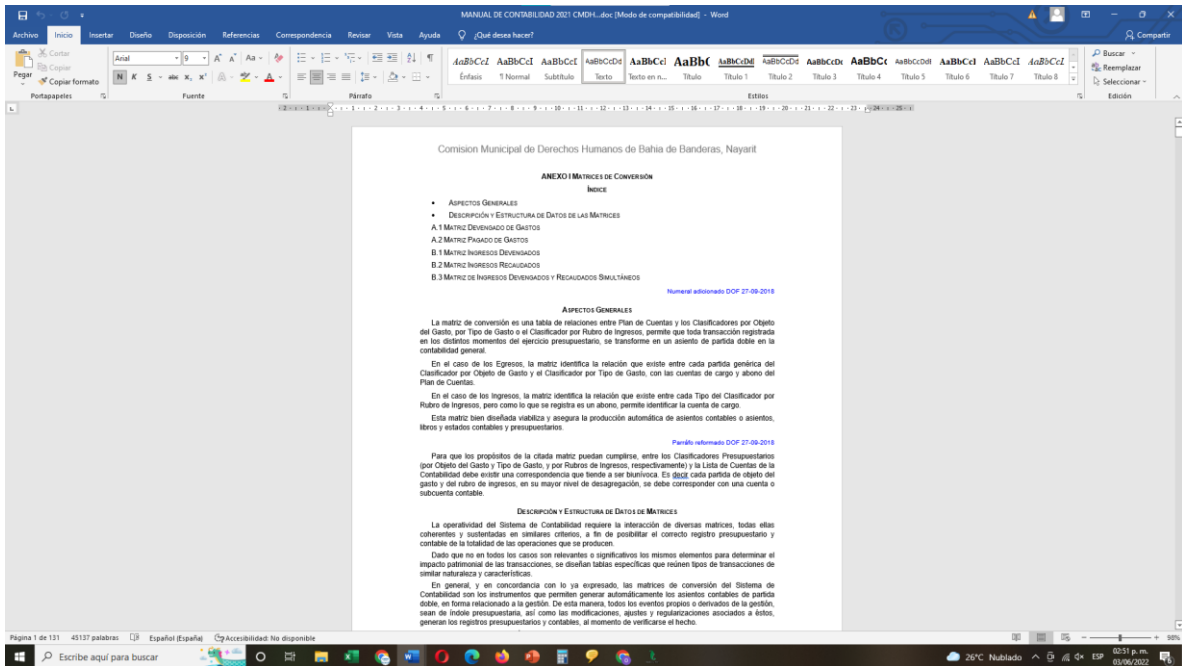 MANUAL DE CONTABILIDAD 2021 CMDH...doc [Modo de compatibilidad] - Word
Archivo Inicio Insertar Diseño Disposición Referencias Correspondencia Revisar Vista Ayuda ¿Qué desea hacer? Compartir
Pegar
Cortar
Copiar
Copiar formato
Portapapeles
Arial 9
Fuente
Párrafo
AaBbCcI AaBbCcI AaBbCcI AaBbCcDd AaBbCcI AaBb( AaBbCcDdI AaBbCcDd AaBbCcDc AaBbCc AaBbCcDdI AaBbCcI AaBbCcI AaBbCcI
Énfasis ¶ Normal Subtítulo Texto Texto en n... Título Título 1 Título 2 Título 3 Título 4 Título 5 Título 6 Título 7 Título 8
Estilos
Buscar
Reemplazar
Seleccionar
Edición
Comision Municipal de Derechos Humanos de Bahia de Banderas, Nayarit
ANEXO I MATRICES DE CONVERSIÓN
ÍNDICE
• ASPECTOS GENERALES
• DESCRIPCIÓN Y ESTRUCTURA DE DATOS DE LAS MATRICES
A.1 MATRIZ DEVENGADO DE GASTOS
A.2 MATRIZ PAGADO DE GASTOS
B.1 MATRIZ INGRESOS DEVENGADOS
B.2 MATRIZ INGRESOS RECAUDADOS
B.3 MATRIZ DE INGRESOS DEVENGADOS Y RECAUDADOS SIMULTÁNEOS
Numeral adicionado DOF 27-09-2018
ASPECTOS GENERALES
La matriz de conversión es una tabla de relaciones entre Plan de Cuentas y los Clasificadores por Objeto
del Gasto, por Tipo de Gasto o el Clasificador por Rubro de Ingresos, permite que toda transacción registrada
en los distintos momentos del ejercicio presupuestario, se transforme en un asiento de partida doble en la
contabilidad general.
En el caso de los Egresos, la matriz identifica la relación que existe entre cada partida genérica del
Clasificador por Objeto de Gasto y el Clasificador por Tipo de Gasto, con las cuentas de cargo y abono del
Plan de Cuentas.
En el caso de los Ingresos, la matriz identifica la relación que existe entre cada Tipo del Clasificador por
Rubro de Ingresos, pero como lo que se registra es un abono, permite identificar la cuenta de cargo.
Esta matriz bien diseñada viabiliza y asegura la producción automática de asientos contables o asientos,
libros y estados contables y presupuestarios.
Parráfo reformado DOF 27-09-2018
Para que los propósitos de la citada matriz puedan cumplirse, entre los Clasificadores Presupuestarios
(por Objeto del Gasto y Tipo de Gasto, y por Rubros de Ingresos, respectivamente) y la Lista de Cuentas de la
Contabilidad debe existir una correspondencia que tiende a ser biunívoca. Es decir cada partida de objeto del
gasto y del rubro de ingresos, en su mayor nivel de desagregación, se debe corresponder con una cuenta o
subcuenta contable.
DESCRIPCIÓN Y ESTRUCTURA DE DATOS DE MATRICES
La operatividad del Sistema de Contabilidad requiere la interacción de diversas matrices, todas ellas
coherentes y sustentadas en similares criterios, a fin de posibilitar el correcto registro presupuestario y
contable de la totalidad de las operaciones que se producen.
Dado que no en todos los casos son relevantes o significativos los mismos elementos para determinar el
impacto patrimonial de las transacciones, se diseñan tablas específicas que reúnen tipos de transacciones de
similar naturaleza y características.
En general, y en concordancia con lo ya expresado, las matrices de conversión del Sistema de
Contabilidad son los instrumentos que permiten generar automáticamente los asientos contables de partida
doble, en forma relacionado a la gestión. De esta manera, todos los eventos propios o derivados de la gestión,
sean de índole presupuestaria, así como las modificaciones, ajustes y regularizaciones asociados a éstos,
generan los registros presupuestarios y contables, al momento de verificarse el hecho.
Página 1 de 131 45137 palabras Español (España) Accesibilidad: No disponible 98%
Escribe aquí para buscar 26°C Nublado ESP 02:51 p. m.
03/06/2022